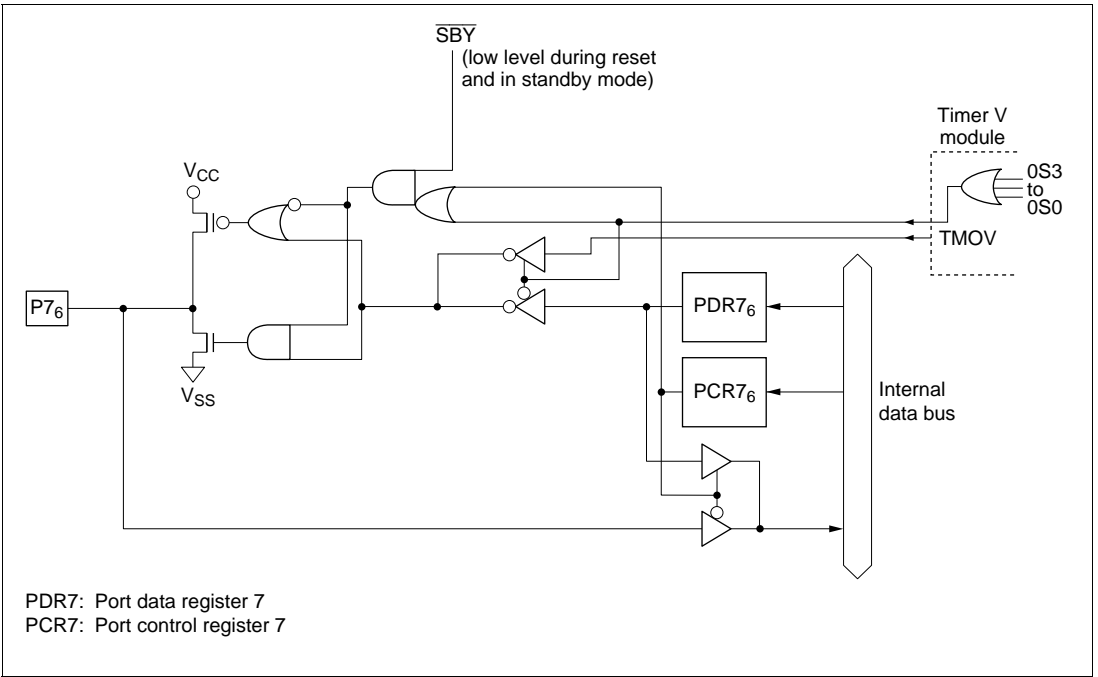 SBY
(low level during reset
and in standby mode)
Timer V
module
0S3
to
0S0
TMOV
VCC
P76
VSS
PDR76
PCR76
Internal
data bus
PDR7: Port data register 7
PCR7: Port control register 7